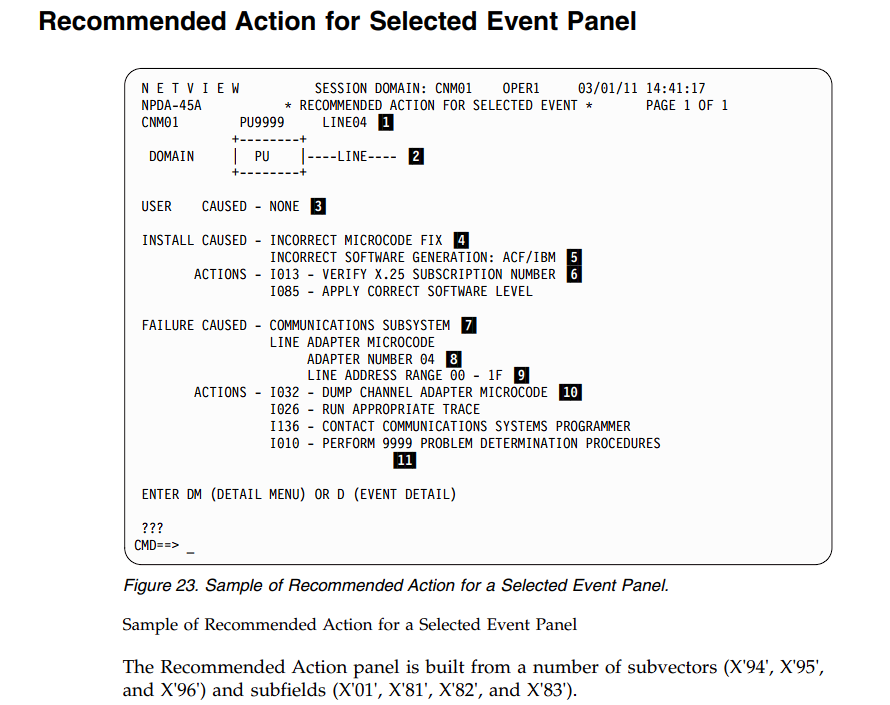 Recommended Action for Selected Event Panel
N E T V I E W SESSION DOMAIN: CNM01 OPER1 03/01/11 14:41:17
NPDA-45A * RECOMMENDED ACTION FOR SELECTED EVENT * PAGE 1 OF 1
CNM01 PU9999 LINE04 1
+--------+
DOMAIN | PU |----LINE---- 2
+--------+
USER CAUSED - NONE 3
INSTALL CAUSED - INCORRECT MICROCODE FIX 4
INCORRECT SOFTWARE GENERATION: ACF/IBM 5
ACTIONS - I013 - VERIFY X.25 SUBSCRIPTION NUMBER 6
I085 - APPLY CORRECT SOFTWARE LEVEL
FAILURE CAUSED - COMMUNICATIONS SUBSYSTEM 7
LINE ADAPTER MICROCODE
ADAPTER NUMBER 04 8
LINE ADDRESS RANGE 00 - 1F 9
ACTIONS - I032 - DUMP CHANNEL ADAPTER MICROCODE 10
I026 - RUN APPROPRIATE TRACE
I136 - CONTACT COMMUNICATIONS SYSTEMS PROGRAMMER
I010 - PERFORM 9999 PROBLEM DETERMINATION PROCEDURES
11
ENTER DM (DETAIL MENU) OR D (EVENT DETAIL)
???
CMD==> _
Figure 23. Sample of Recommended Action for a Selected Event Panel.
Sample of Recommended Action for a Selected Event Panel
The Recommended Action panel is built from a number of subvectors (X'94', X'95',
and X'96') and subfields (X'01', X'81', X'82', and X'83').